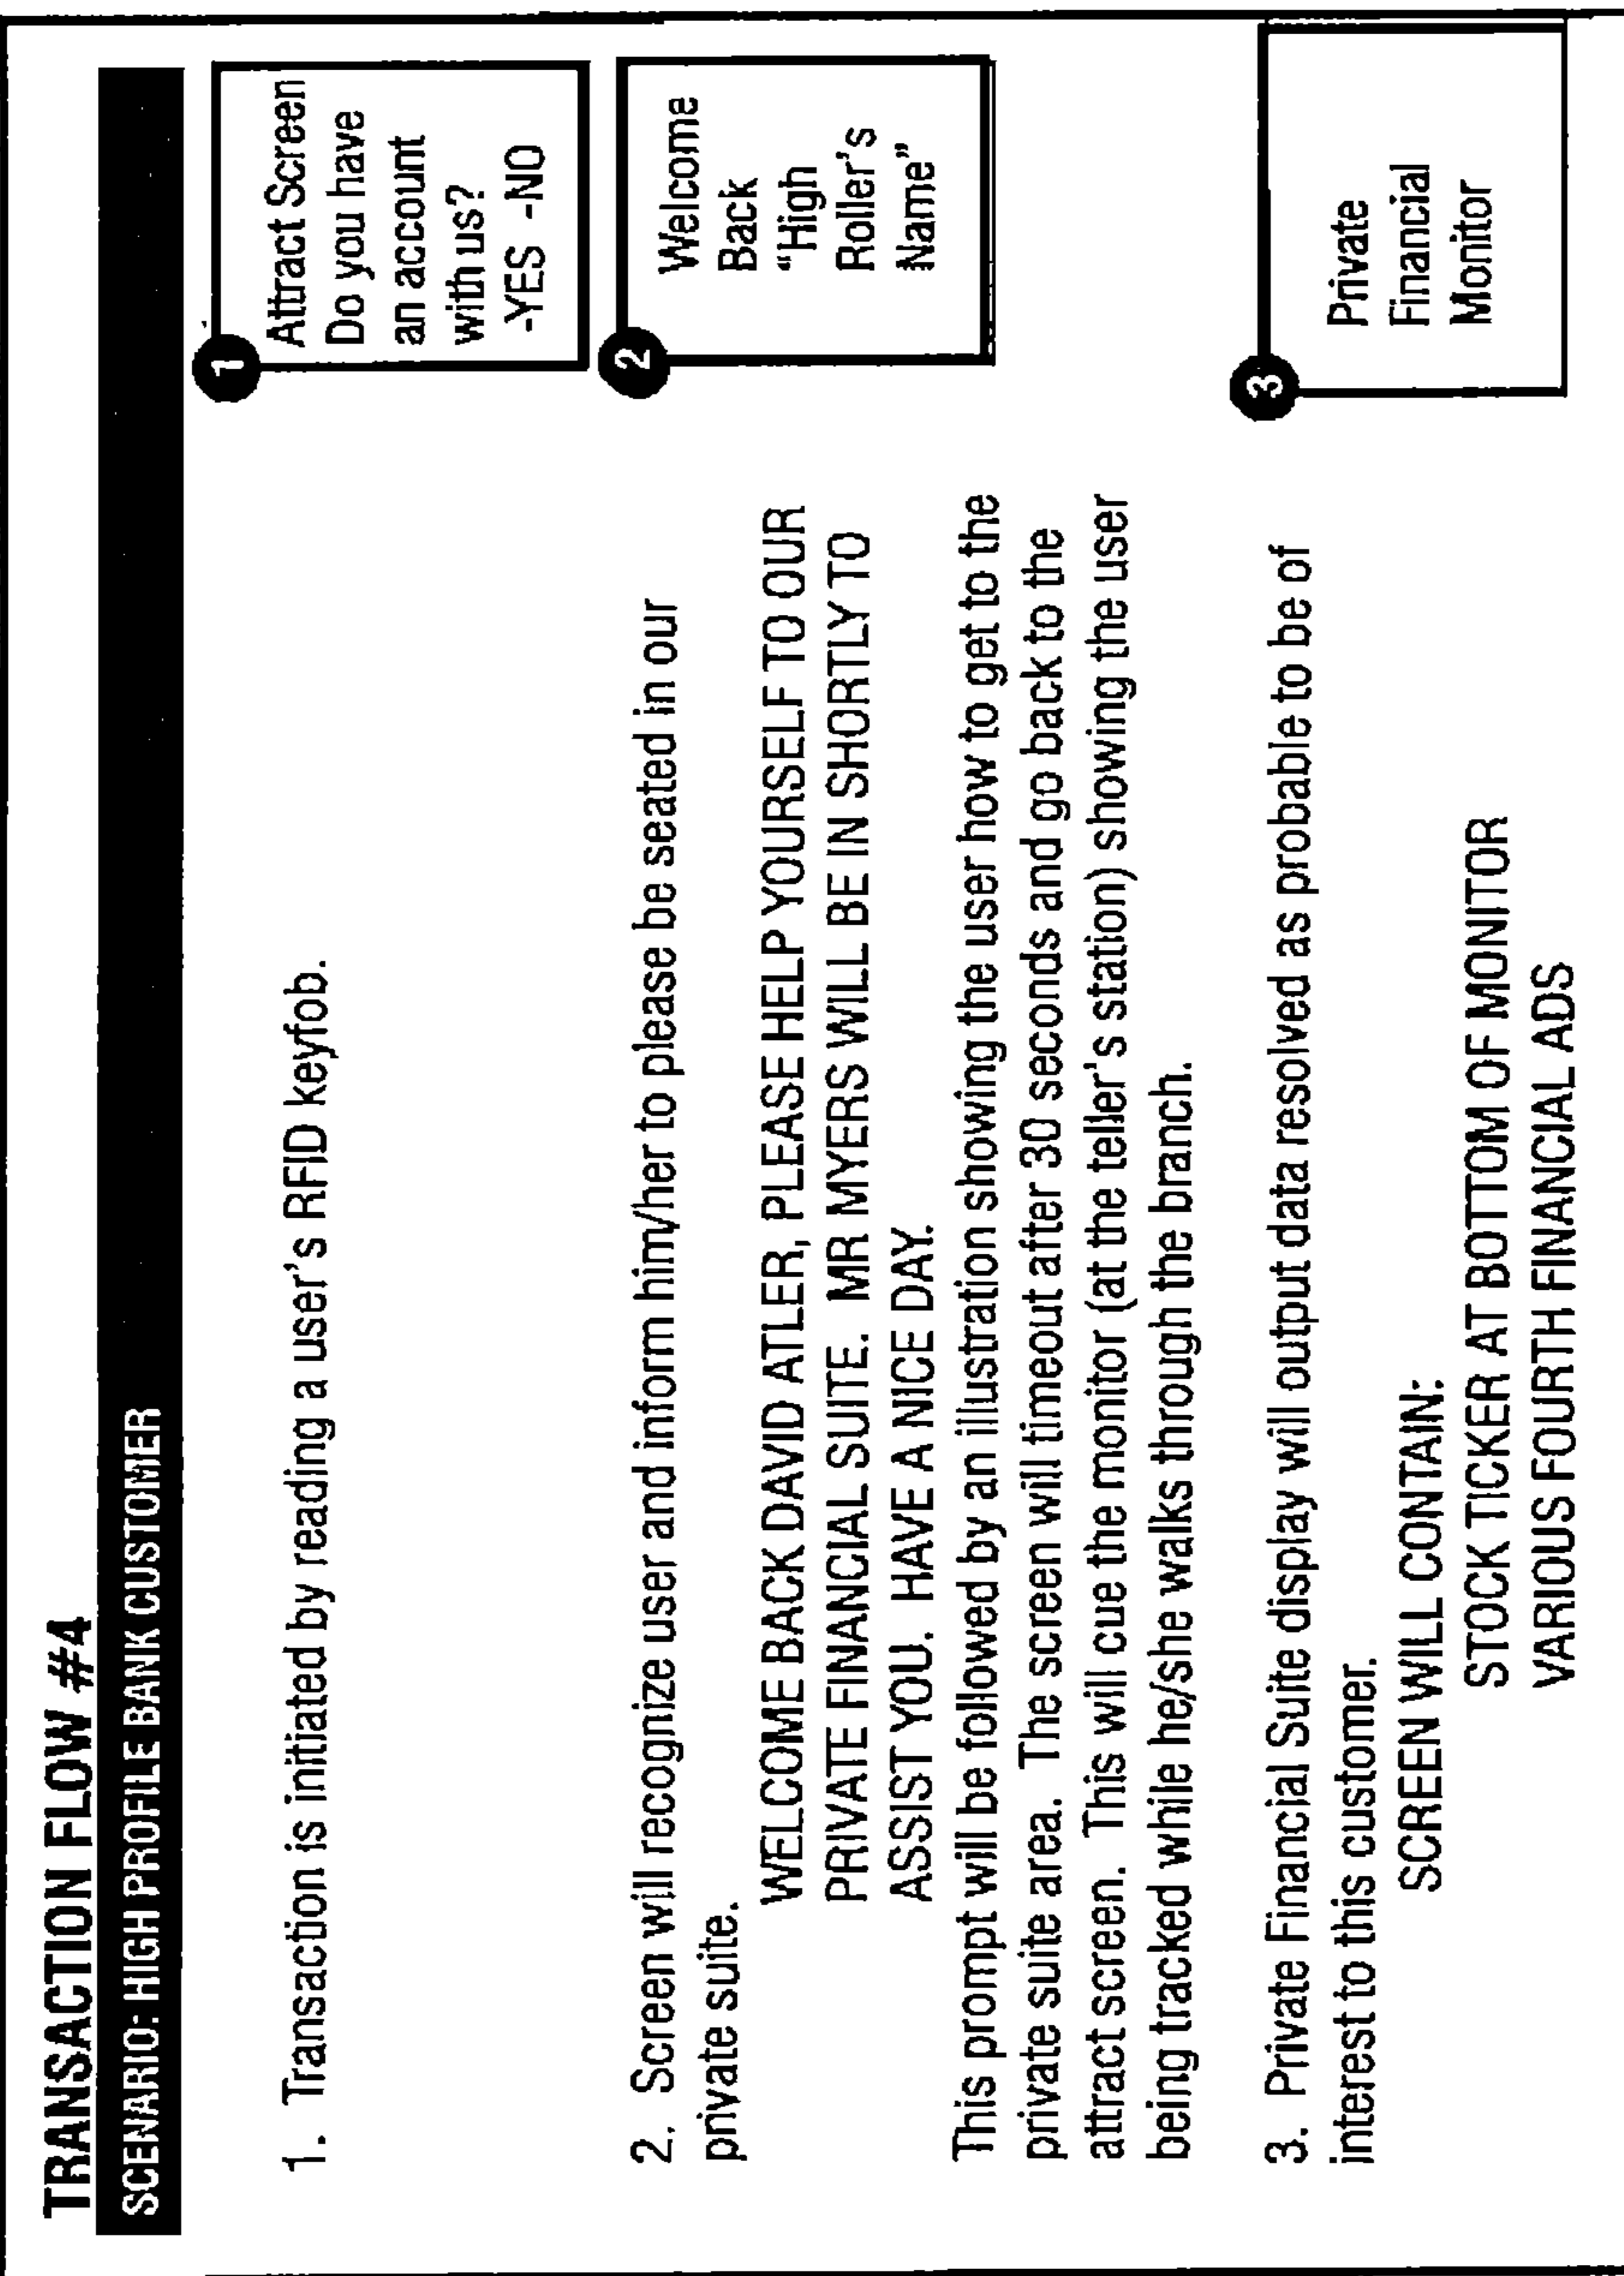 TRANSACTION FLOW #4
SCENARIO: HIGH PROFILE BANK CUSTOMER
1. Transaction is initiated by reading a user's RFID keyfob.
1
Attract Screen
Do you have
an account
with us?
-YES -NO
2. Screen will recognize user and inform him/her to please be seated in our
private suite.
WELCOME BACK DAVID ATLER, PLEASE HELP YOURSELF TO OUR
PRIVATE FINANCIAL SUITE. MR MYERS WILL BE IN SHORTLY TO
ASSIST YOU. HAVE A NICE DAY.
This prompt will be followed by an illustration showing the user how to get to the
private suite area. The screen will timeout after 30 seconds and go back to the
attract screen. This will cue the monitor (at the teller's station) showing the user
being tracked while he/she walks through the branch.
2
Welcome
Back
“High
Roller's
Name”
3. Private Financial Suite display will output data resolved as probable to be of
interest to this customer.
SCREEN WILL CONTAIN:
STOCK TICKER AT BOTTOM OF MONITOR
VARIOUS FOURTH FINANCIAL ADS
3
Private
Financial
Monitor